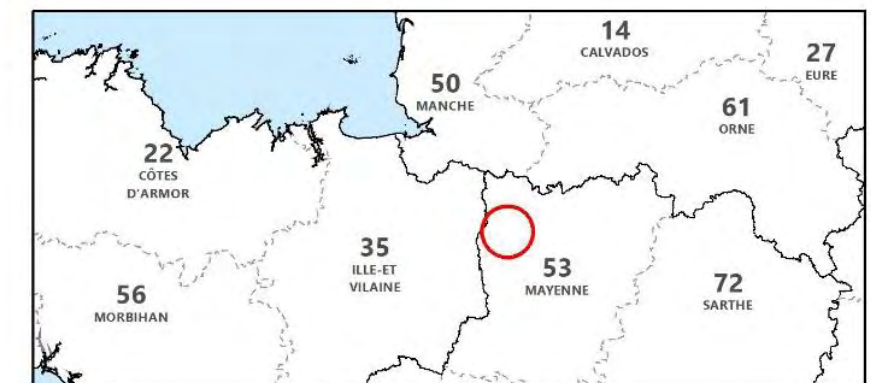 14
CALVADOS
27
EURE
50
MANCHE
61
ORNE
22
CÔTES
D'ARMOR
35
ILLE-ET
VILAINE
53
MAYENNE
72
SARTHE
56
MORBIHAN